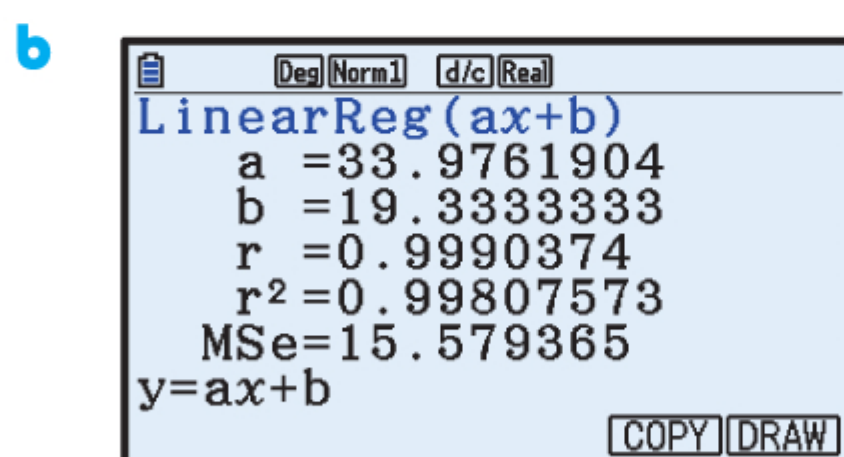 b
Deg Norm1 d/c Real
LinearReg(ax+b)
a =33.9761904
b =19.3333333
r =0.9990374
r²=0.99807573
MSe=15.579365
y=ax+b
COPY DRAW